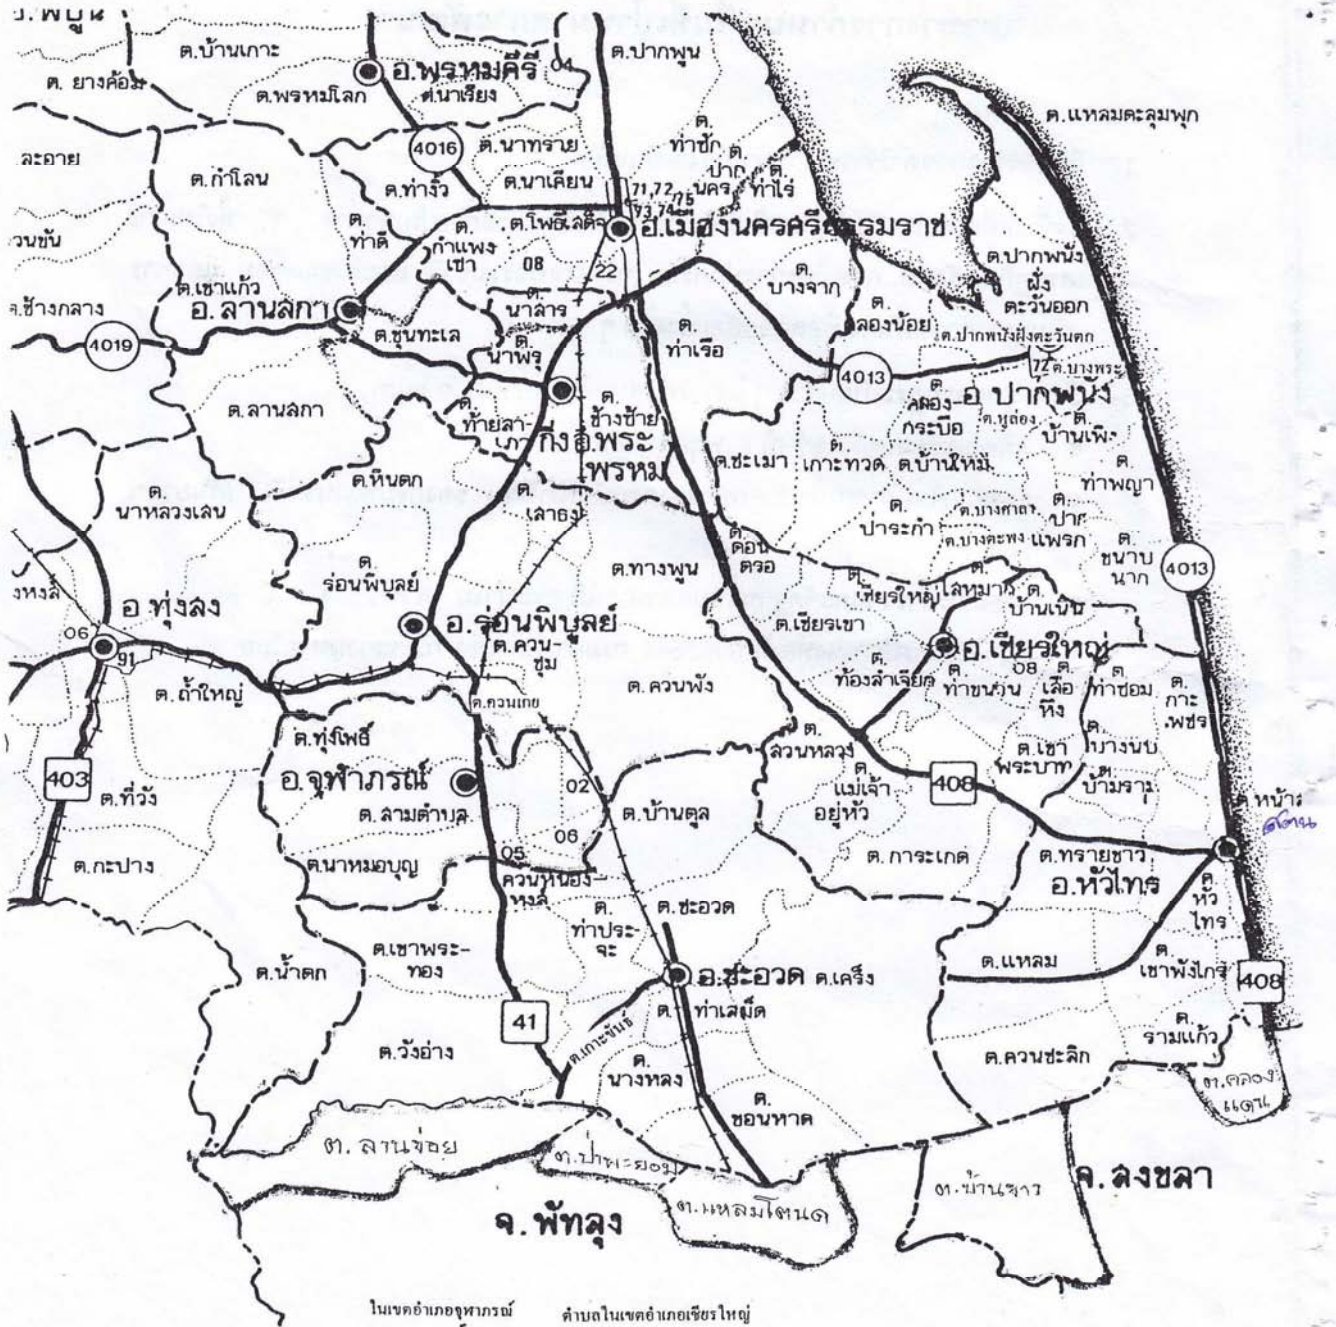 อ.พิปูน
ต.บ้านเกาะ
ต.ปากพูน
ต. ยางค้อม
อ.พรหมคีรี
04
ต.พรหมโลก
ต.นาเรียง
ต.แหลมตะลุมพุก
4016
ต.นาทราย
ต.
ท่าซัก
ละอาย
ต.กำโลน
ต.ท่างิ้ว
ต.นาเคียน
ต.
ปาก
นคร
ต.
ท่าไร่
71,72,75
73,74
ต.
ท่าดี
ต.
กำแพง
เซา
ต.โพธิ์เสด็จ
อ.เมืองนครศรีธรรมราช
วนขัน
08
22
ต.
บางจาก
ต.ปากพนัง
ฝั่ง
ตะวันออก
ต.เขาแก้ว
ต.ช้างกลาง
อ.ลานสกา
ต.
นาสาร
ต.
คลองน้อย
4019
ต.ขุนทะเล
ต.
นาพรุ
ต.
ท่าเรือ
ต.ปากพนังฝั่งตะวันตก
4013
72
ต.บางพระ
ต.ลานสกา
ต.
ท้ายสำ-
เภา
ต.
ช้างซ้าย
ต.
คลอง
กระบือ
อ.ปากพนัง
ต.หูล่อง
ต.
บ้านเพิง
กิ่งอ.พระ
พรหม
ต.ชะเมา
ต.
เกาะทวด
ต.บ้านใหม่
ต.
ท่าพญา
ต.หินตก
ต.
นาหลวงเสน
ต.
เสาธง
ต.
ป่าระกำ
ต.บางศาลา
ต.บางตะพง
ต.
ปาก
แพรก
ต.
ขนาบ
นาก
4013
ต.
ดอน
ตรอ
ต.
ร่อนพิบูลย์
ต.ทางพูน
ต.
เชียรใหญ่
ต.
ไสหมาก
ต.
บ้านเนิน
งหงส์
อ.ทุ่งสง
อ.ร่อนพิบูลย์
ต.เชียรเขา
06
91
ต.ควน-
ชุม
อ.เชียรใหญ่
ต.
ท้องลำเจียก
ต.
ท่าขนาน
08
ต.
เสือ
หึง
ต.
ท่าซอม
ต.
เกาะ
เพชร
ต.ถ้ำใหญ่
ต.ควนพัง
ต.ควนเกย
ต.ทุ่งโพธิ์
ต.
สวนหลวง
ต.เขา
พระบาท
ต.
บางนบ
403
อ.จุฬาภรณ์
02
ต.
แม่เจ้า
อยู่หัว
408
ต.
บ้านราม
ต.ที่วัง
ต.สามตำบล
ต.บ้านตูล
ต.หน้าส
สตน
06
ต.กะปาง
ต.นาหมอบุญ
05
ควนหนอง-
หงส์
ต.การะเกด
ต.ทรายขาว
อ.หัวไทร
ต.
หัว
ไทร
ต.
ท่าประ-
จะ
ต.ชะอวด
ต.เขาพระ-
ทอง
ต.
เขาพังไกร
ต.น้ำตก
ต.แหลม
อ.ชะอวด
ต.เคร็ง
408
41
ต. ท่าเสม็ด
ต.เกาะขันธ์
ต.
รามแก้ว
ต.วังอ่าง
ต.
นางหลง
ต.ควนชะลิก
ต.คลอง
แดน
ต.
ขอนหาด
ต. ลานข่อย
ต.ป่าพะยอม
ต.บ้านขาว
จ.สงขลา
ต.แหลมโตนด
จ.พัทลุง
ในเขตอำเภอจุฬาภรณ์
ตำบลในเขตอำเภอเชียรใหญ่